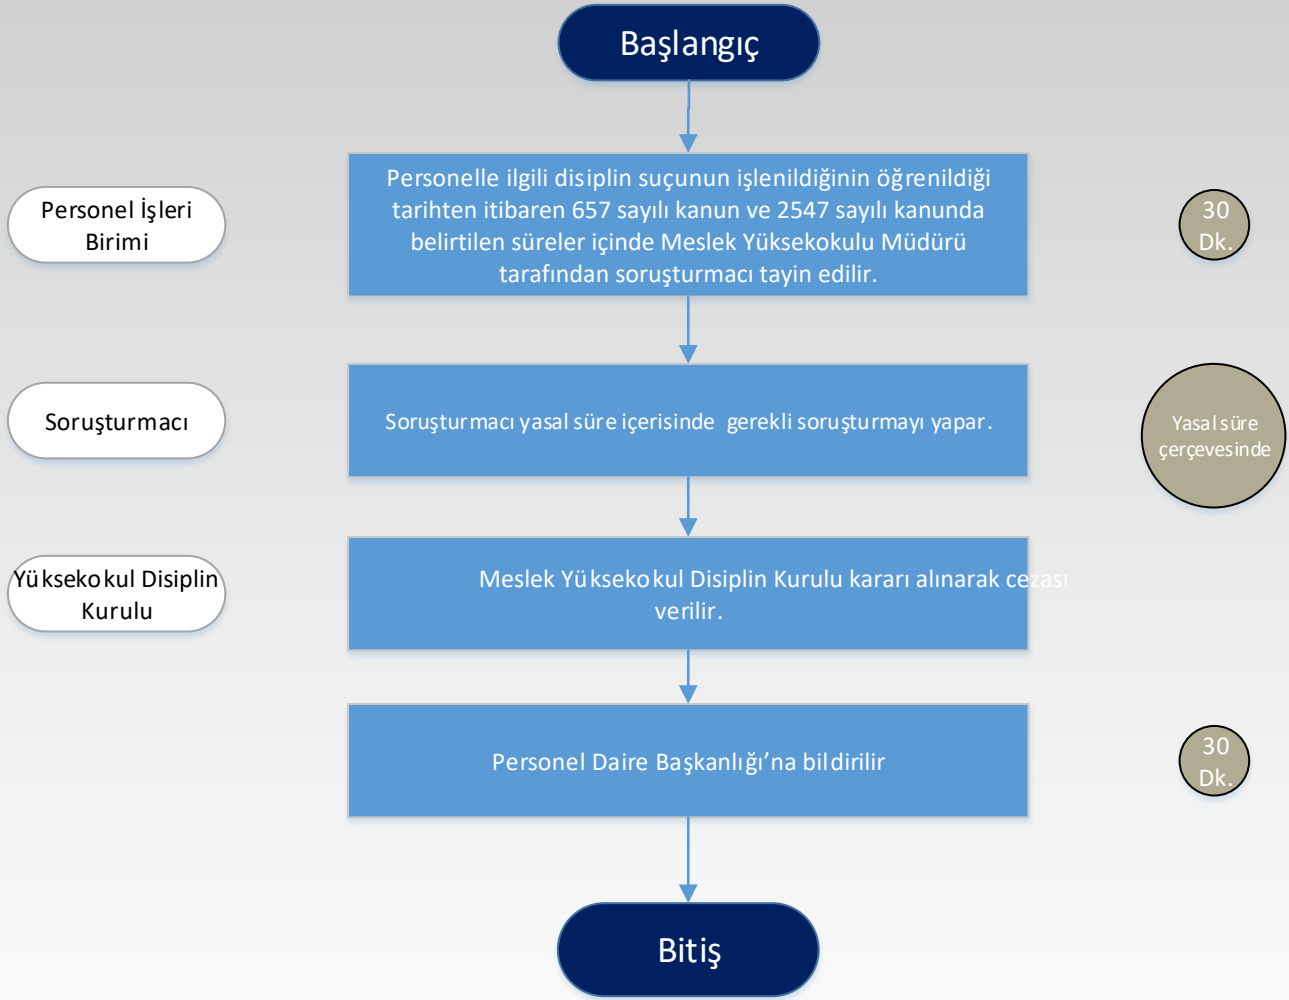 Başlangıç
Personel İşleri
Birimi
Personelle ilgili disiplin suçunun işlenildiğinin öğrenildiği
tarihten itibaren 657 sayılı kanun ve 2547 sayılı kanunda
belirtilen süreler içinde Meslek Yüksekokulu Müdürü
tarafından soruşturmacı tayin edilir.
30
Dk.
Soruşturmacı
Soruşturmacı yasal süre içerisinde gerekli soruşturmayı yapar.
Yasal süre
çerçevesinde
Yüksekokul Disiplin
Kurulu
Meslek Yüksekokul Disiplin Kurulu kararı alınarak cezası
verilir.
Personel Daire Başkanlığı’na bildirilir
30
Dk.
Bitiş